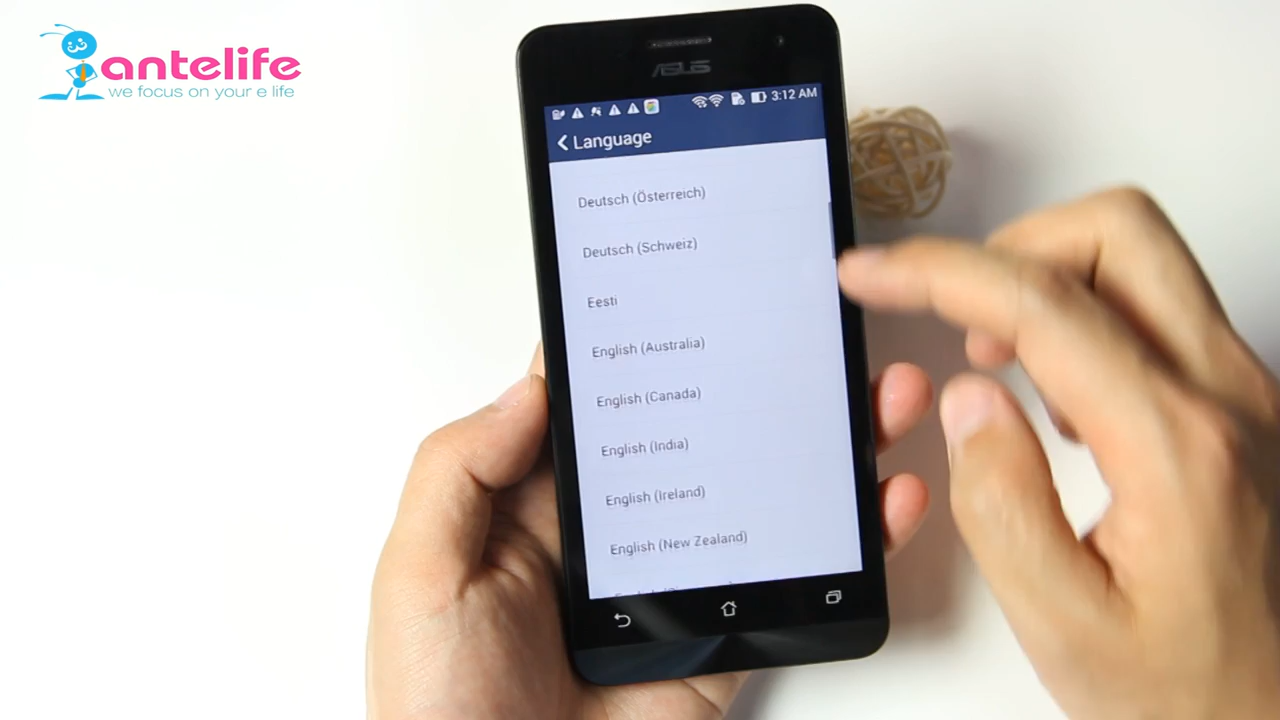 antelife
we focus on your e life
ASUS
3:12 AM
Language
Deutsch (Österreich)
Deutsch (Schweiz)
Eesti
English (Australia)
English (Canada)
English (India)
English (Ireland)
English (New Zealand)